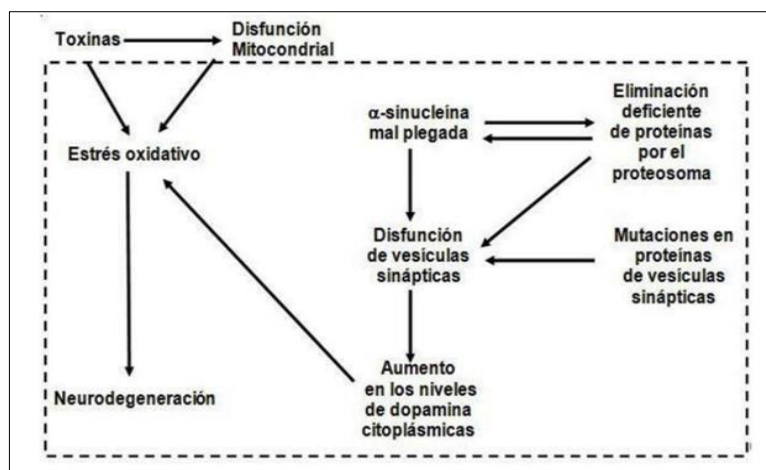 Toxinas
Disfunción
Mitocondrial
Estrés oxidativo
α-sinucleina
mal plegada
Eliminación
deficiente
de proteínas
por el
proteosoma
Disfunción
de vesículas
sinápticas
Mutaciones en
proteínas
de vesículas
sinápticas
Neurodegeneración
Aumento
en los niveles
de dopamina
citoplásmicas